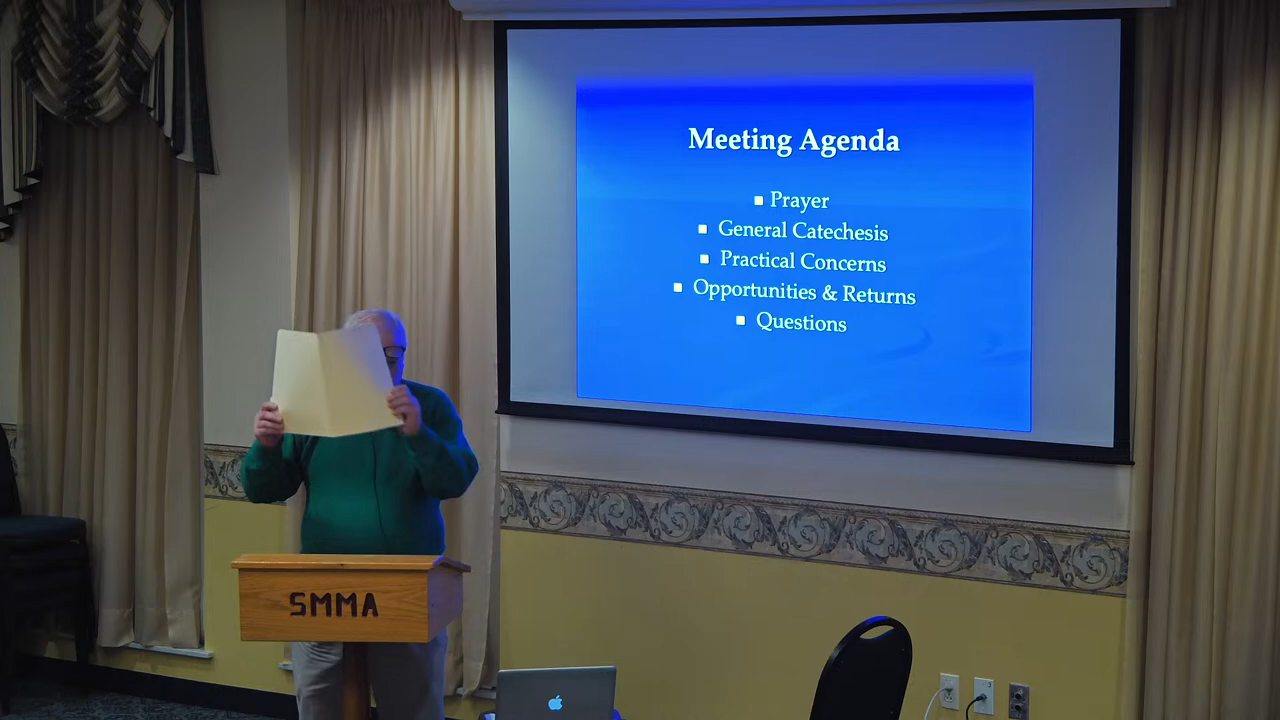 Meeting Agenda
Prayer
General Catechesis
Practical Concerns
Opportunities & Returns
Questions
SMMA